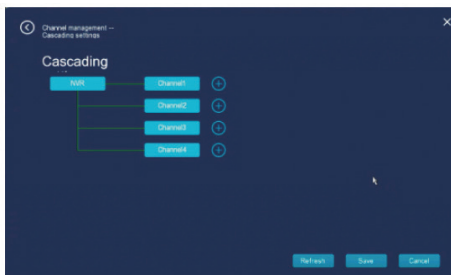 Channel management --
Cascading settings
Cascading
NVR
Channel1
Channel2
Channel3
Channel4
Refresh
Save
Cancel